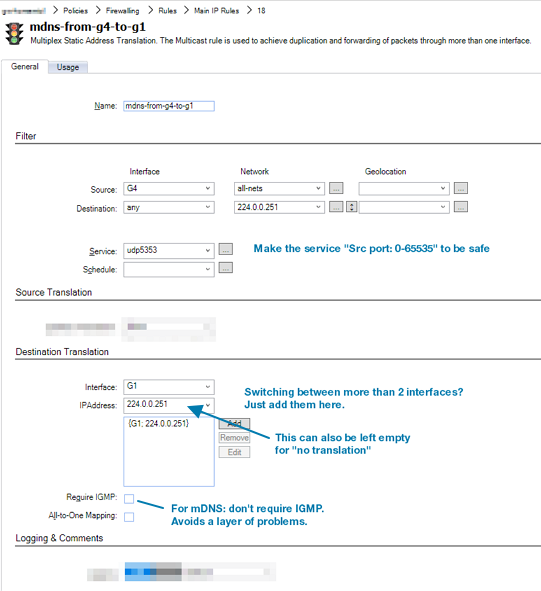 Policies > Firewalling > Rules > Main IP Rules > 18
mdns-from-g4-to-g1
Multiplex Static Address Translation. The Multicast rule is used to achieve duplication and forwarding of packets through more than one interface.
General Usage
Name: mdns-from-g4-to-g1
Filter
Interface Network Geolocation
Source: G4 all-nets ... ...
Destination: any 224.0.0.251 ... ...
Service: udp5353 ... Make the service "Src port: 0-65535" to be safe
Schedule: ...
Source Translation
Destination Translation
Interface: G1
Switching between more than 2 interfaces?
IPAddress: 224.0.0.251
Just add them here.
{G1; 224.0.0.251} Add
This can also be left empty
Remove
for "no translation"
Edit
Require IGMP:
For mDNS: don't require IGMP.
All-to-One Mapping:
Avoids a layer of problems.
Logging & Comments